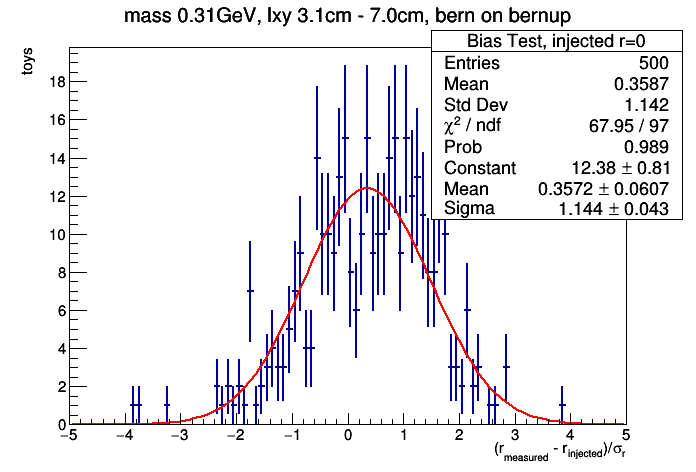 mass 0.31GeV, lxy 3.1cm - 7.0cm, bern on bernup
Bias Test, injected r=0
Entries 500
Mean 0.3587
Std Dev 1.142
χ² / ndf 67.95 / 97
Prob 0.989
Constant 12.38 ± 0.81
Mean 0.3572 ± 0.0607
Sigma 1.144 ± 0.043
toys
18
16
14
12
10
8
6
4
2
0
−5 −4 −3 −2 −1 0 1 2 3 4 5
(r_measured - r_injected)/σ_r